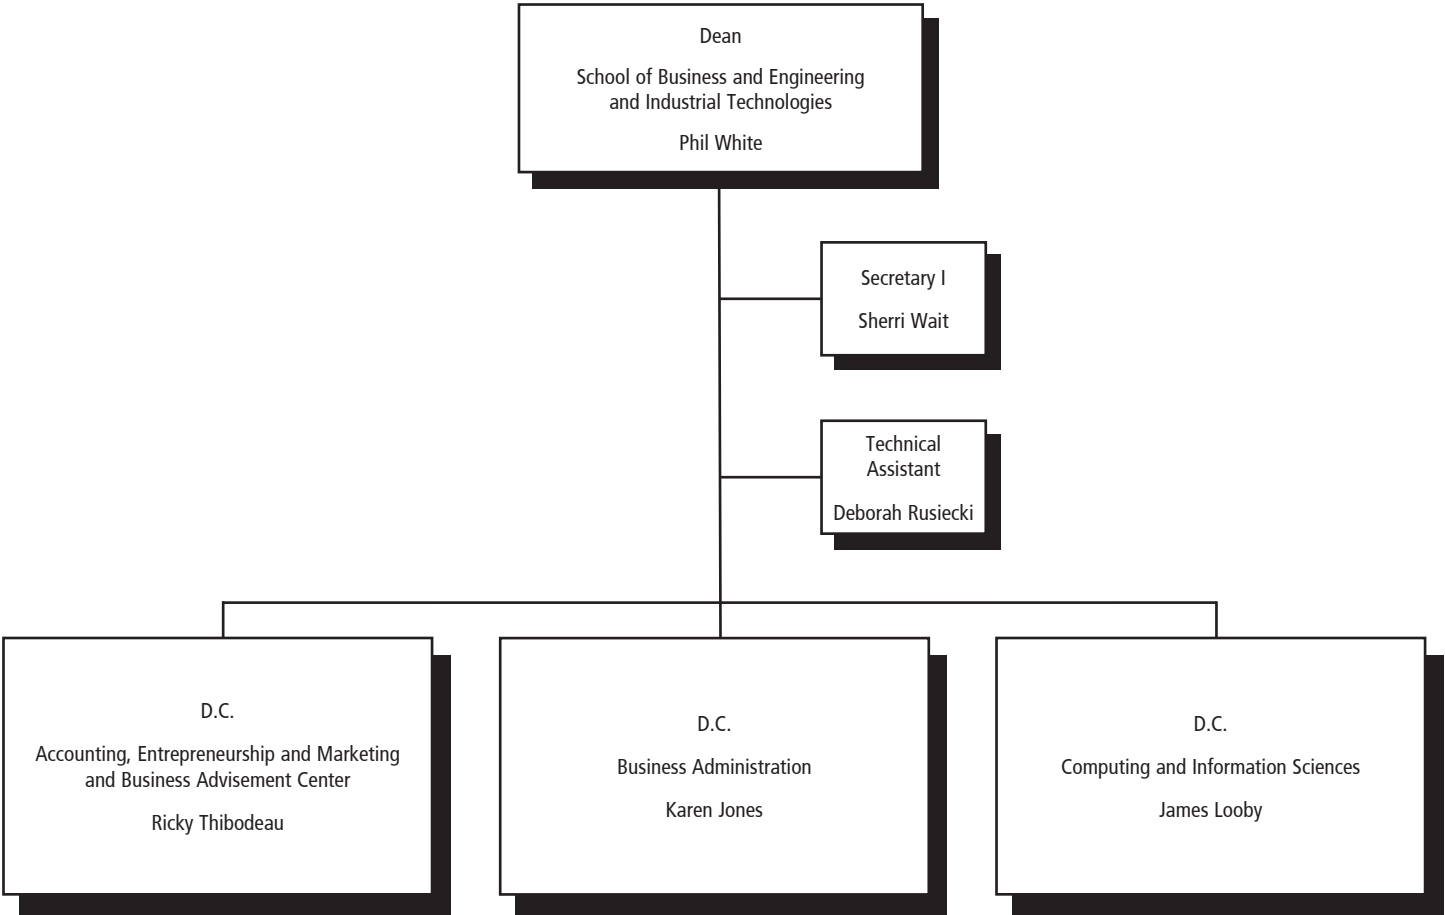 Dean
School of Business and Engineering
and Industrial Technologies
Phil White
Secretary I
Sherri Wait
Technical
Assistant
Deborah Rusiecki
D.C.
Accounting, Entrepreneurship and Marketing
and Business Advisement Center
Ricky Thibodeau
D.C.
Business Administration
Karen Jones
D.C.
Computing and Information Sciences
James Looby